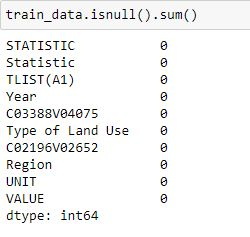 train_data.isnull().sum()
STATISTIC 0
Statistic 0
TLIST(A1) 0
Year 0
C03388V04075 0
Type of Land Use 0
C02196V02652 0
Region 0
UNIT 0
VALUE 0
dtype: int64